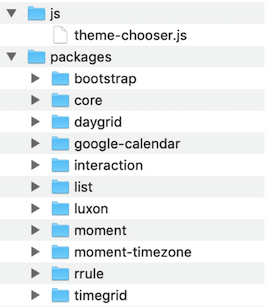 js
theme-chooser.js
packages
bootstrap
core
daygrid
google-calendar
interaction
list
luxon
moment
moment-timezone
rrule
timegrid